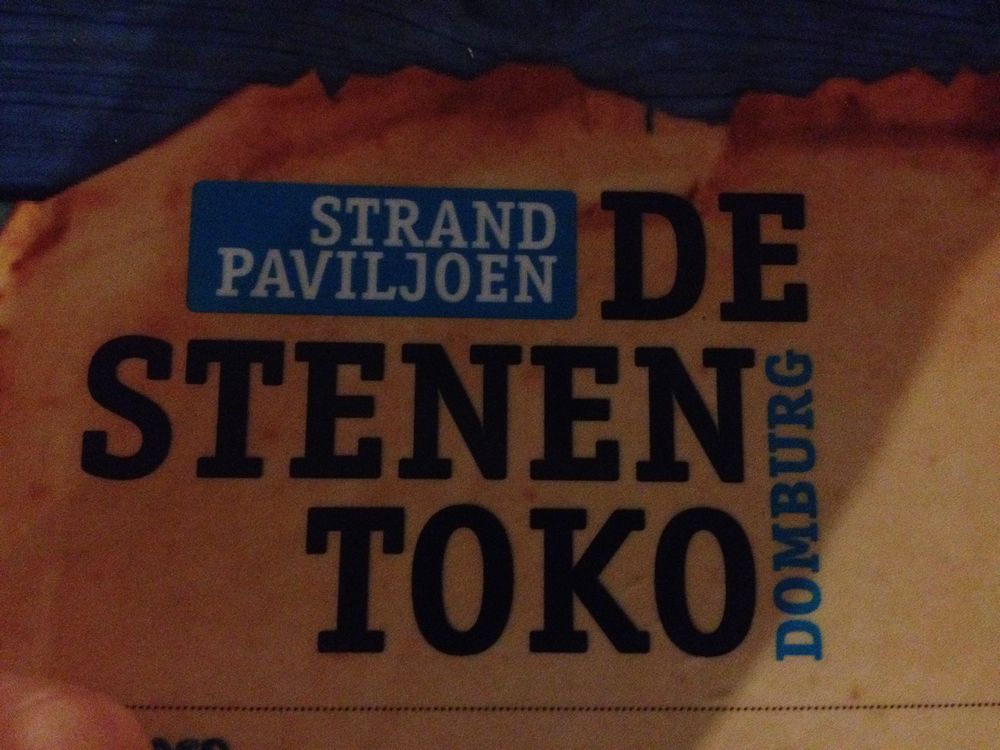 STRAND
PAVILJOEN
DE
STENEN
TOKO
DOMBURG